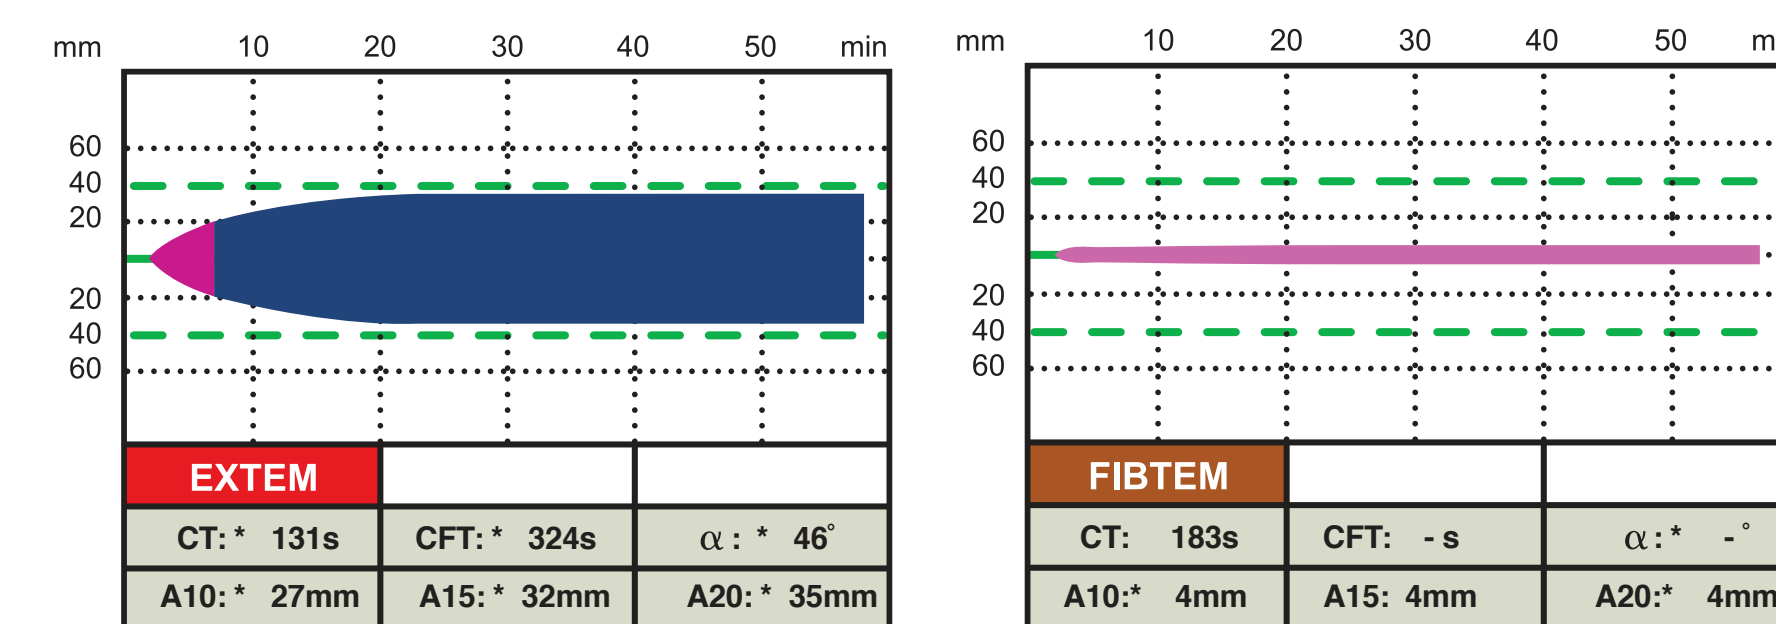 mm 10 20 30 40 50 min
60
40
20
20
40
60
EXTEM
CT: * 131s CFT: * 324s α : * 46°
A10: * 27mm A15: * 32mm A20: * 35mm
mm 10 20 30 40 50 m
60
40
20
20
40
60
FIBTEM
CT: 183s CFT: - s α : * - °
A10:* 4mm A15: 4mm A20:* 4mm